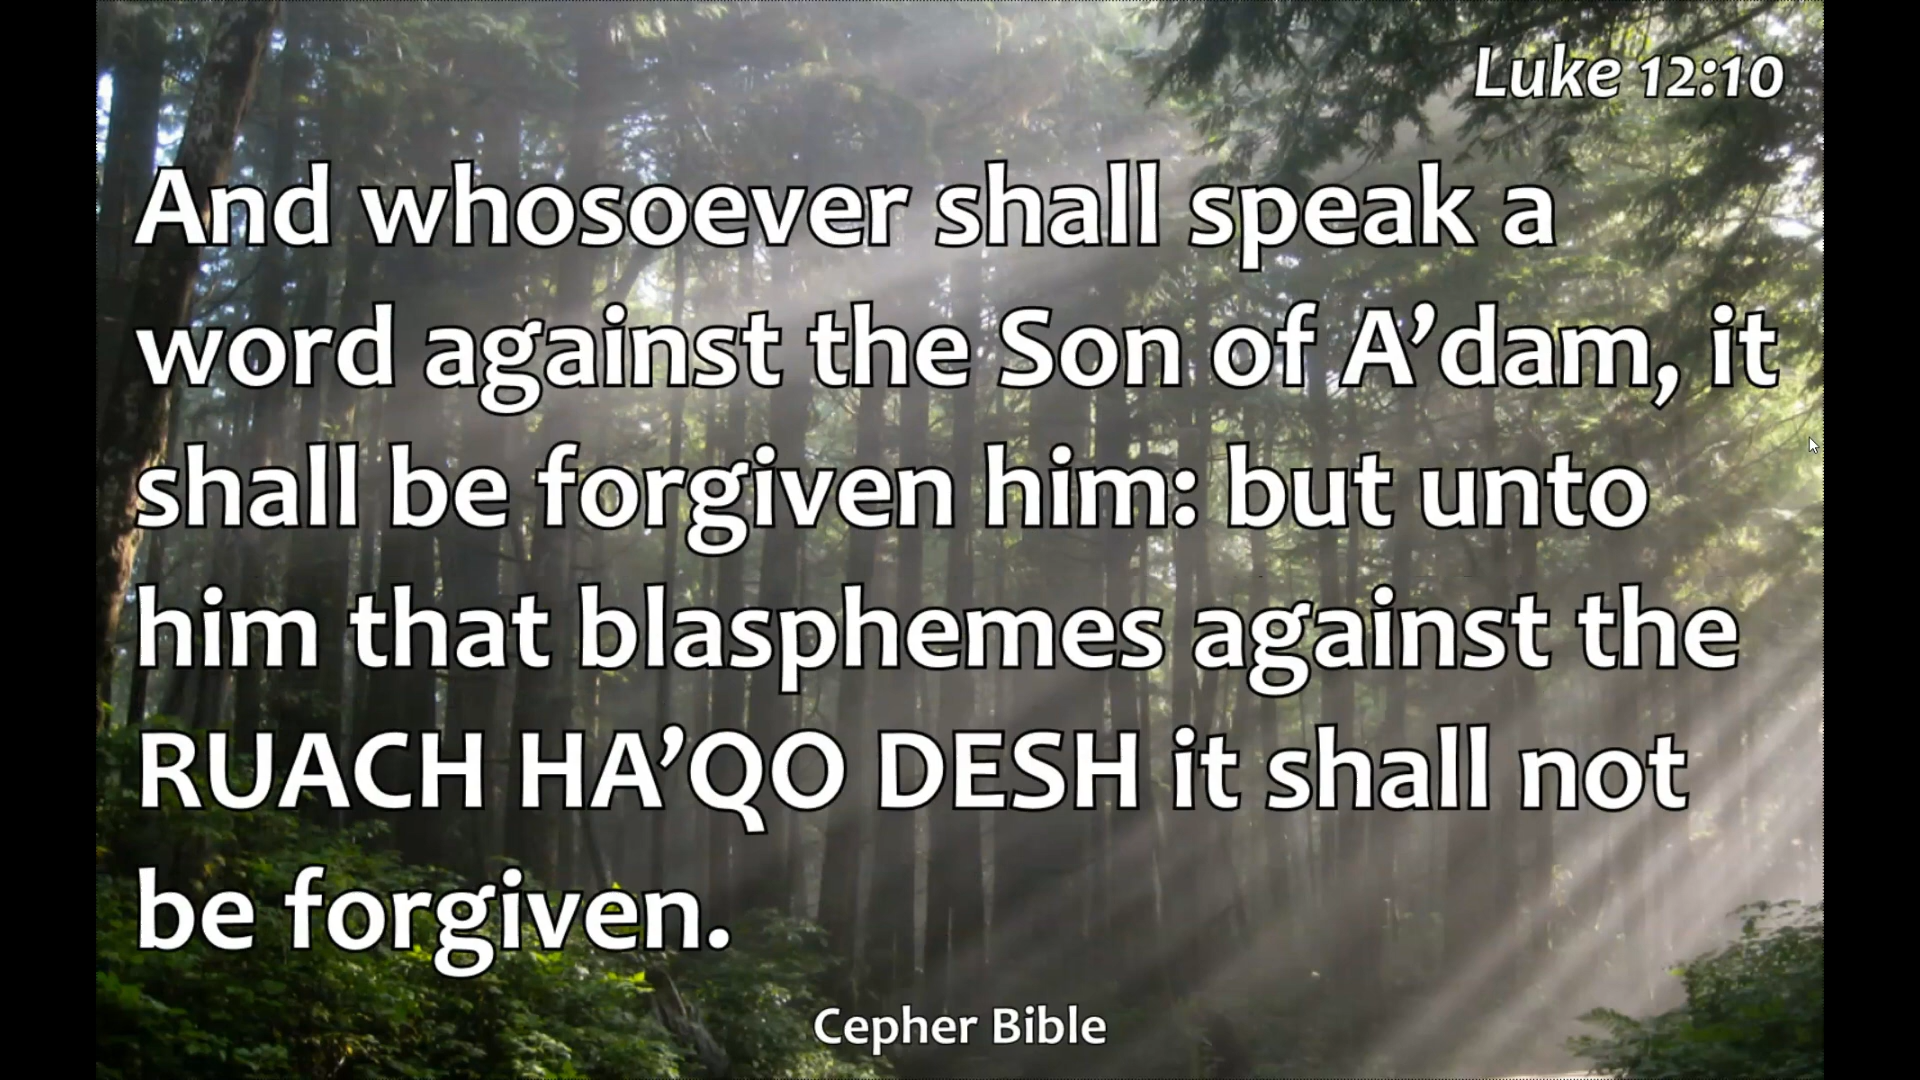 Luke 12:10
And whosoever shall speak a
word against the Son of A’dam, it
shall be forgiven him: but unto
him that blasphemes against the
RUACH HA’QO DESH it shall not
be forgiven.
Cepher Bible